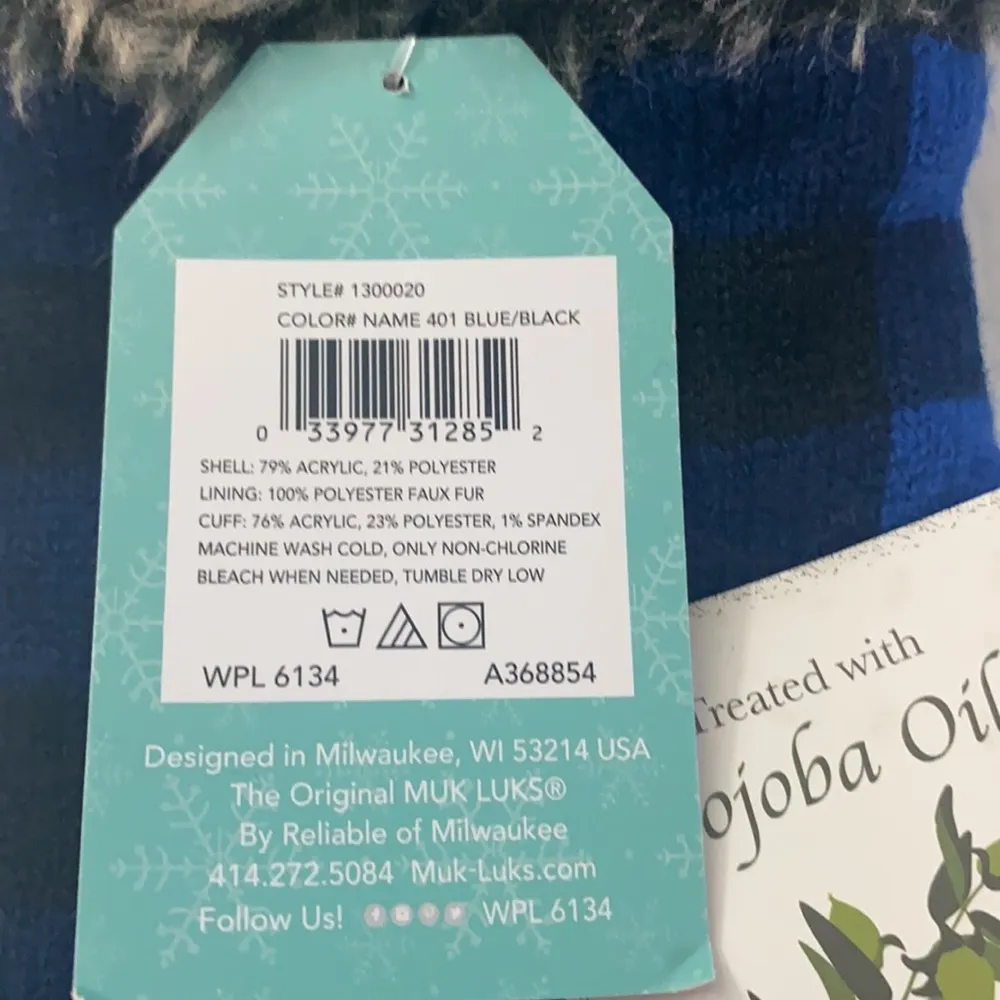 STYLE# 1300020
COLOR# NAME 401 BLUE/BLACK
0 33977 31285 2
SHELL: 79% ACRYLIC, 21% POLYESTER
LINING: 100% POLYESTER FAUX FUR
CUFF: 76% ACRYLIC, 23% POLYESTER, 1% SPANDEX
MACHINE WASH COLD, ONLY NON-CHLORINE
BLEACH WHEN NEEDED, TUMBLE DRY LOW
WPL 6134 A368854
Designed in Milwaukee, WI 53214 USA
The Original MUK LUKS®
By Reliable of Milwaukee
414.272.5084 Muk-Luks.com
Follow Us! WPL 6134
Treated with
ojoba Oil